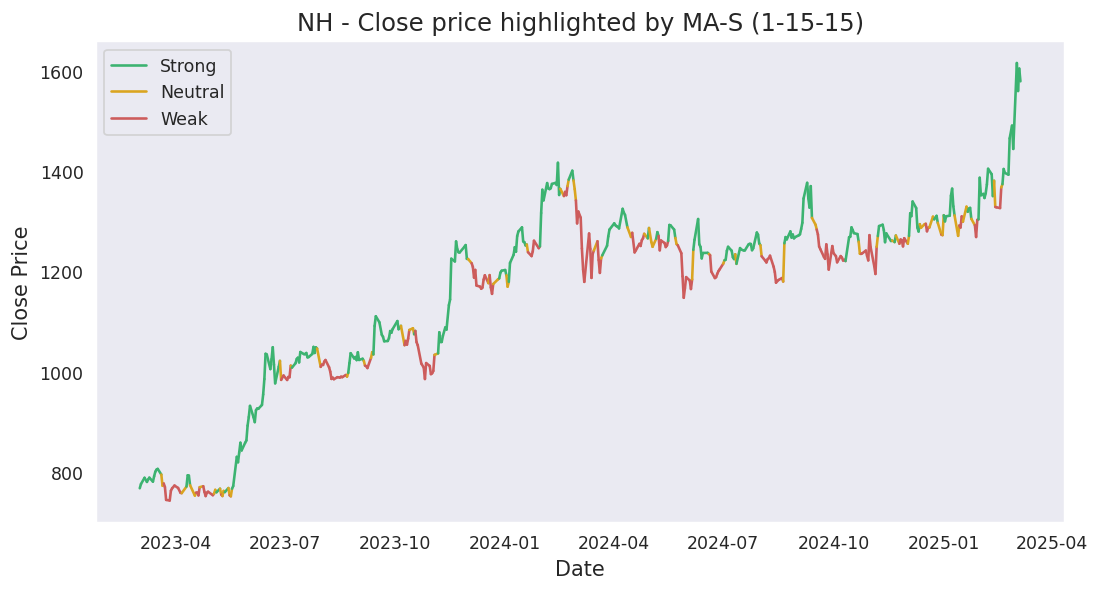 NH - Close price highlighted by MA-S (1-15-15)
Strong
Neutral
Weak
Close Price
1600
1400
1200
1000
800
2023-04 2023-07 2023-10 2024-01 2024-04 2024-07 2024-10 2025-01 2025-04
Date